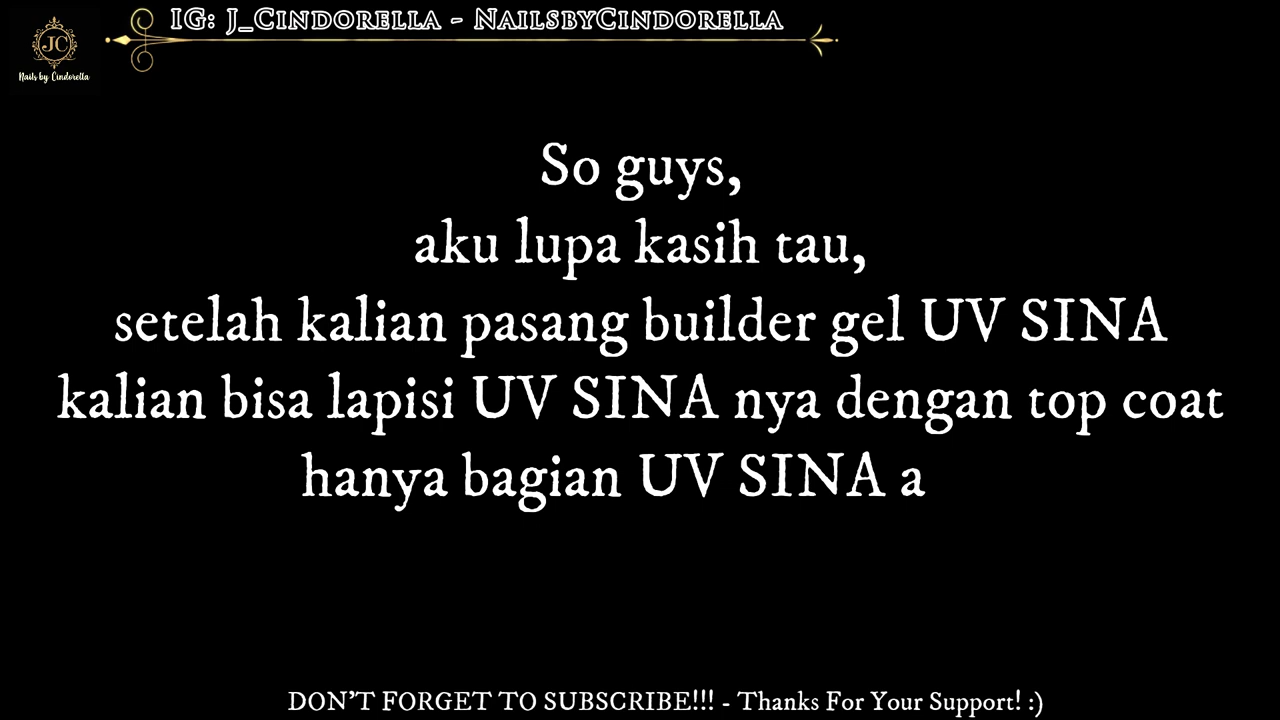 IG: J_Cindorella - NailsbyCindorella
JC
Nails by Cindorella
So guys,
aku lupa kasih tau,
setelah kalian pasang builder gel UV SINA
kalian bisa lapisi UV SINA nya dengan top coat
hanya bagian UV SINA a
DON'T FORGET TO SUBSCRIBE!!! - Thanks For Your Support! :)